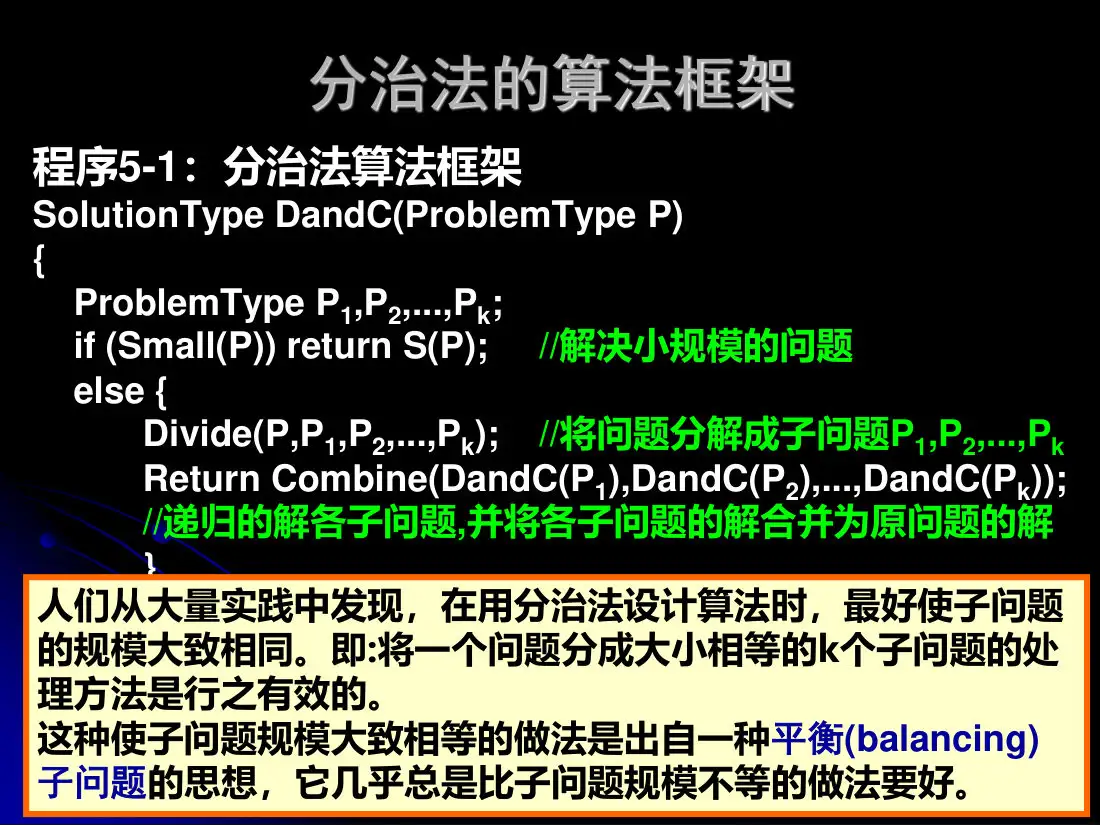 分治法的算法框架
程序5-1：分治法算法框架
SolutionType DandC(ProblemType P)
{
ProblemType P₁,P₂,...,Pₖ;
if (Small(P)) return S(P); //解决小规模的问题
else {
Divide(P,P₁,P₂,...,Pₖ); //将问题分解成子问题P₁,P₂,...,Pₖ
Return Combine(DandC(P₁),DandC(P₂),...,DandC(Pₖ));
//递归的解各子问题,并将各子问题的解合并为原问题的解
}
人们从大量实践中发现，在用分治法设计算法时，最好使子问题
的规模大致相同。即:将一个问题分成大小相等的k个子问题的处
理方法是行之有效的。
这种使子问题规模大致相等的做法是出自一种平衡(balancing)
子问题的思想，它几乎总是比子问题规模不等的做法要好。